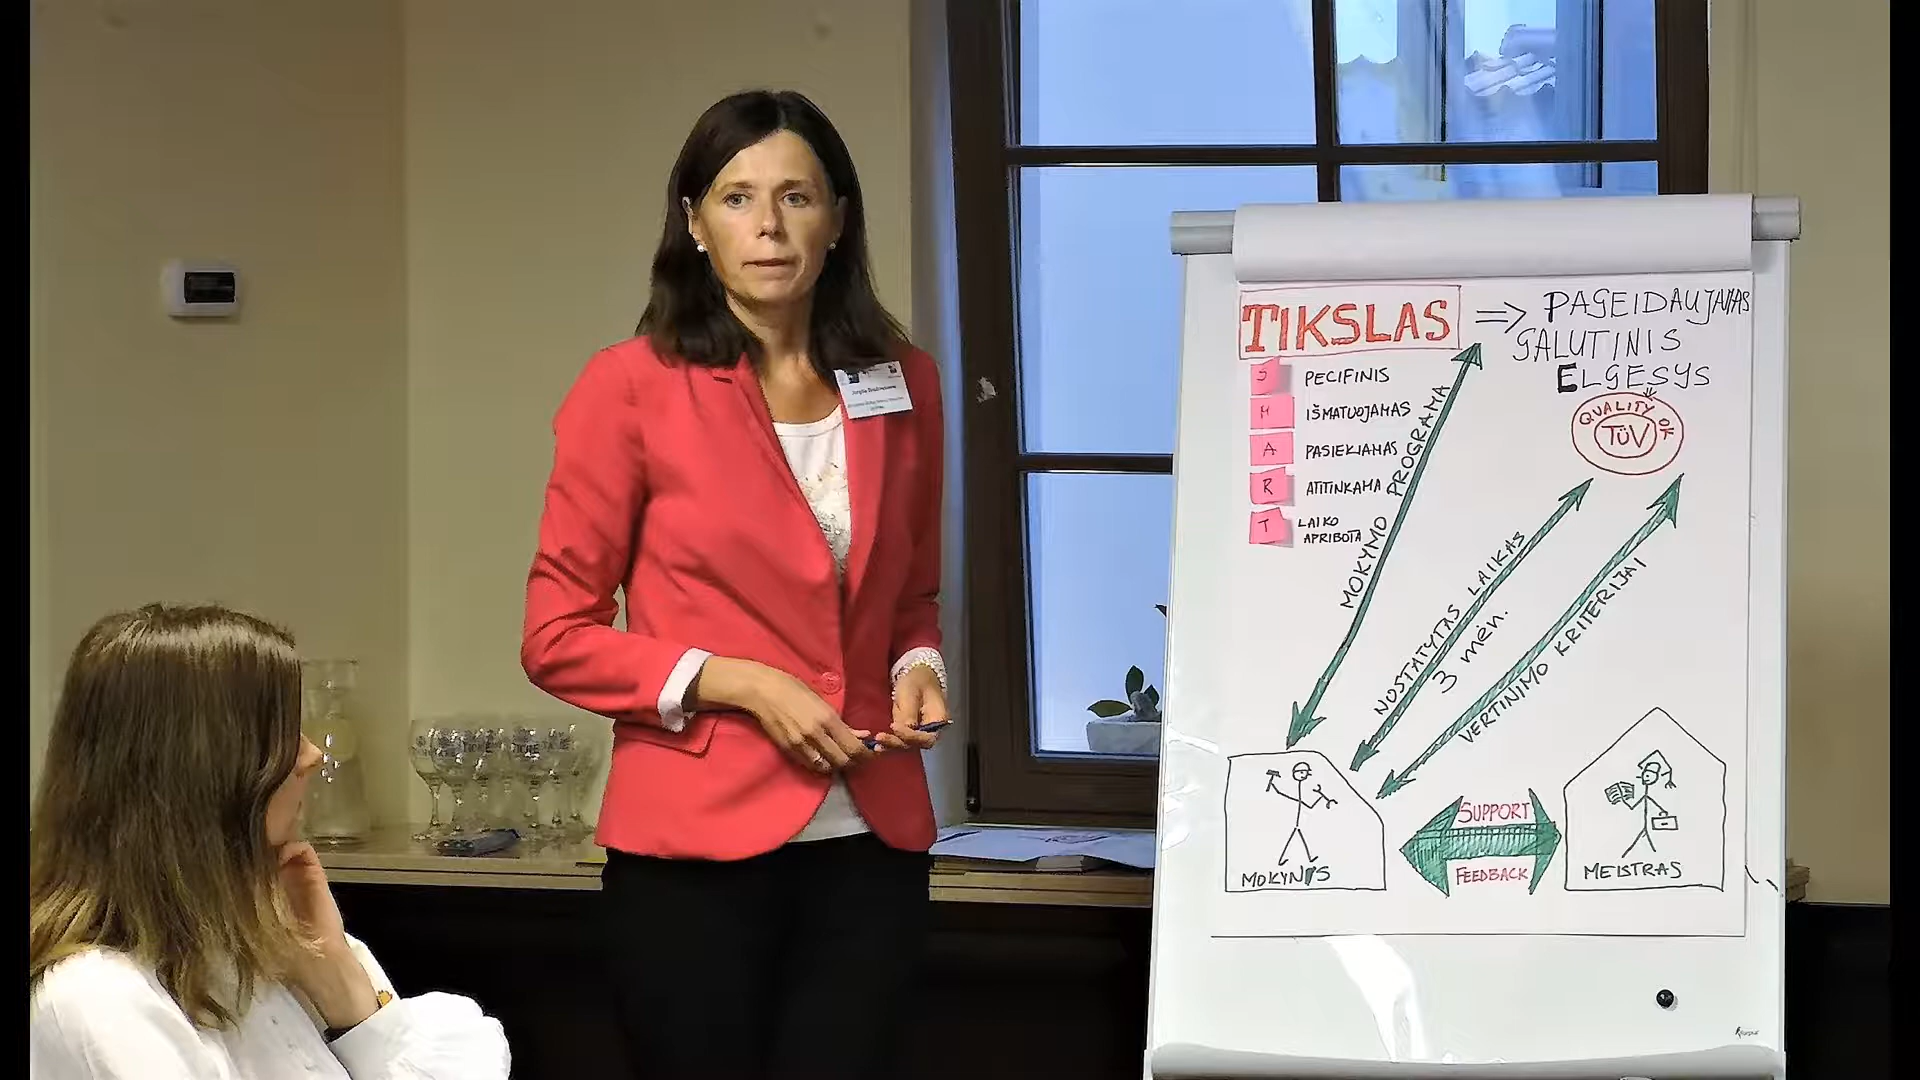 TIKSLAS => PAGEIDAUJAMAS
GALUTINIS
ELGESYS
S PECIFINIS
M IŠMATUOJAMAS
A PASIEKIAMAS
R ATITINKAMA
T LAIKO
APRIBOTA
QUALITY OK
TÜV
MOKYMO PROGRAMA
NUSTATYTAS LAIKAS
3 mėn.
VERTINIMO KRITERIJAI
SUPPORT
FEEDBACK
MOKYNYS
MEISTRAS